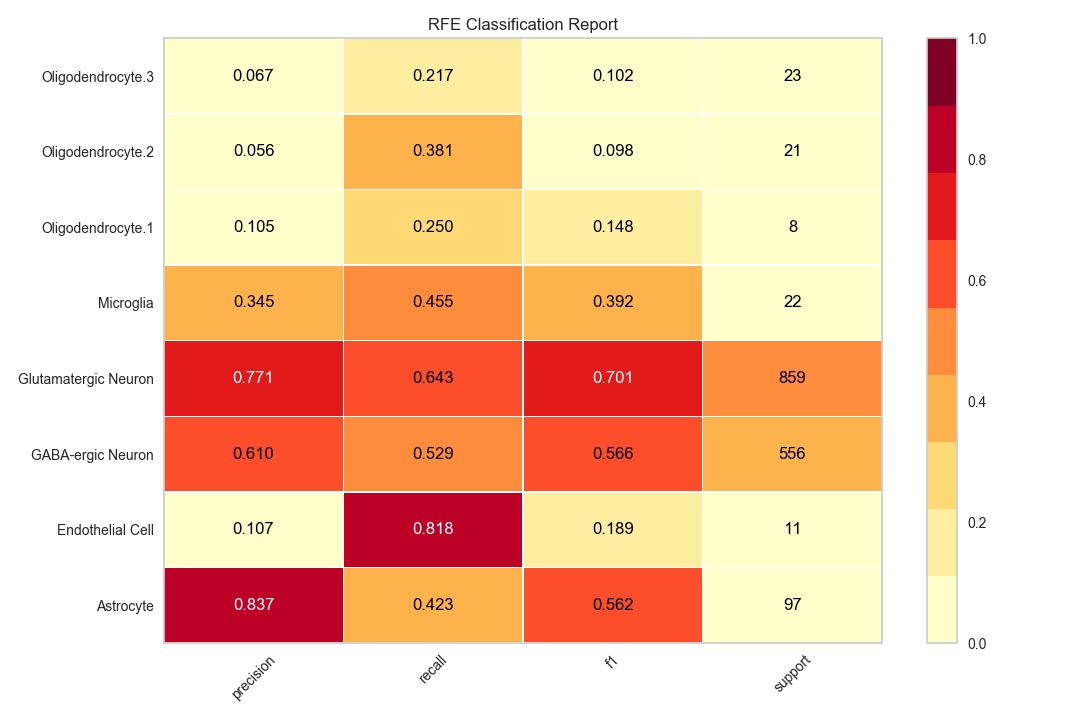 RFE Classification Report
Oligodendrocyte.3 0.067 0.217 0.102 23
Oligodendrocyte.2 0.056 0.381 0.098 21
Oligodendrocyte.1 0.105 0.250 0.148 8
Microglia 0.345 0.455 0.392 22
Glutamatergic Neuron 0.771 0.643 0.701 859
GABA-ergic Neuron 0.610 0.529 0.566 556
Endothelial Cell 0.107 0.818 0.189 11
Astrocyte 0.837 0.423 0.562 97
precision recall f1 support
1.0
0.8
0.6
0.4
0.2
0.0